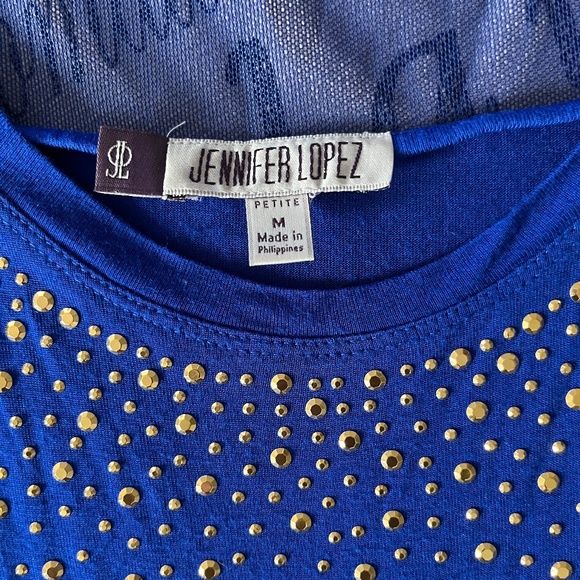 JL
JENNIFER LOPEZ
PETITE
M
Made in
Philippines